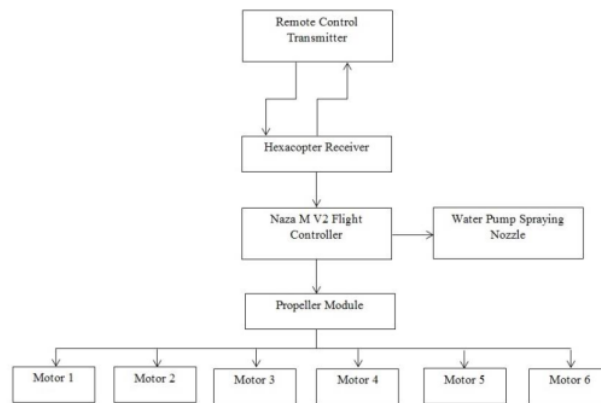 Remote Control
Transmitter
Hexacopter Receiver
Naza M V2 Flight
Controller
Water Pump Spraying
Nozzle
Propeller Module
Motor 1
Motor 2
Motor 3
Motor 4
Motor 5
Motor 6